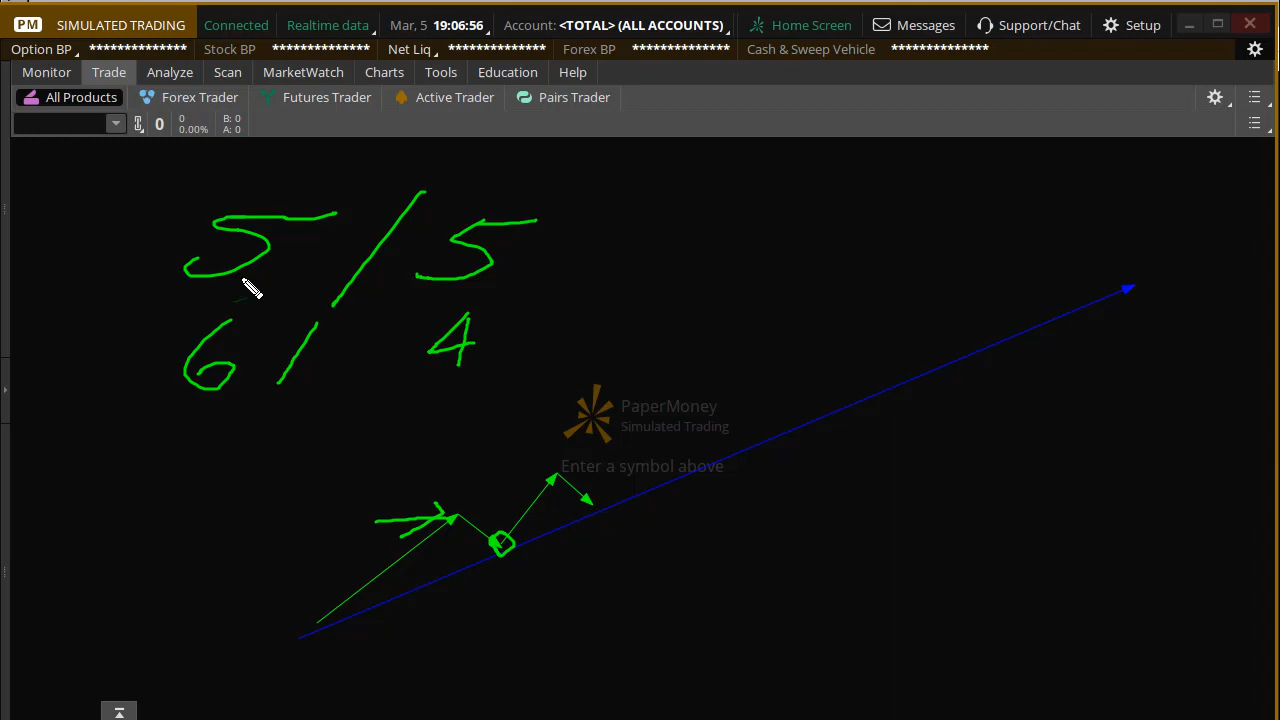 PM SIMULATED TRADING Connected Realtime data Mar, 5 19:06:56 Account: <TOTAL> (ALL ACCOUNTS) Home Screen Messages Support/Chat Setup
Option BP ************** Stock BP ************** Net Liq ************** Forex BP ************** Cash & Sweep Vehicle **************
Monitor Trade Analyze Scan MarketWatch Charts Tools Education Help
All Products Forex Trader Futures Trader Active Trader Pairs Trader
0 0 B: 0
0.00% A: 0
5 / 5
6 / 4
PaperMoney
Simulated Trading
Enter a symbol above